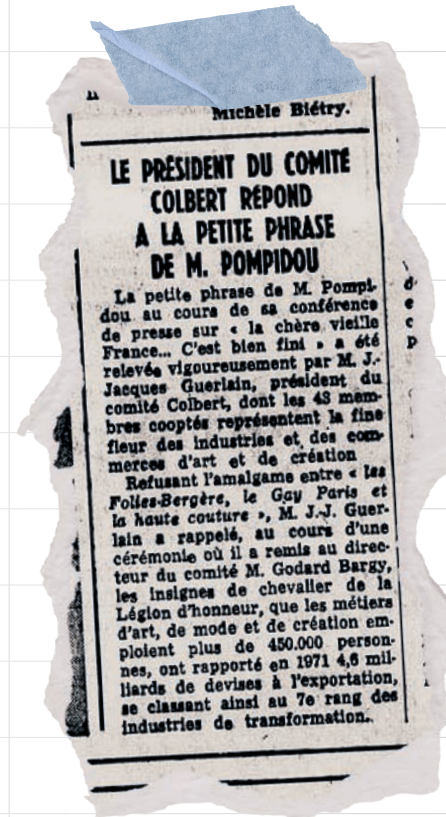 Michèle Biétry.
LE PRÉSIDENT DU COMITÉ
COLBERT RÉPOND
A LA PETITE PHRASE
DE M. POMPIDOU
La petite phrase de M. Pompi-
dou au cours de sa conférence
de presse sur « la chère vieille
France... C'est bien fini » a été
relevée vigoureusement par M. J.-
Jacques Guerlain, président du
comité Colbert, dont les 43 mem-
bres cooptés représentent la fine
fleur des industries et des com-
merces d'art et de création
Refusant l'amalgame entre « les
Folies-Bergère, le Gay Paris et
la haute couture », M. J.-J. Guer-
lain a rappelé, au cours d'une
cérémonie où il a remis au direc-
teur du comité M. Godard Bargy,
les insignes de chevalier de la
Légion d'honneur, que les métiers
d'art, de mode et de création em-
ploient plus de 450.000 person-
nes, ont rapporté en 1971 4,6 mil-
liards de devises à l'exportation,
se classant ainsi au 7e rang des
industries de transformation.